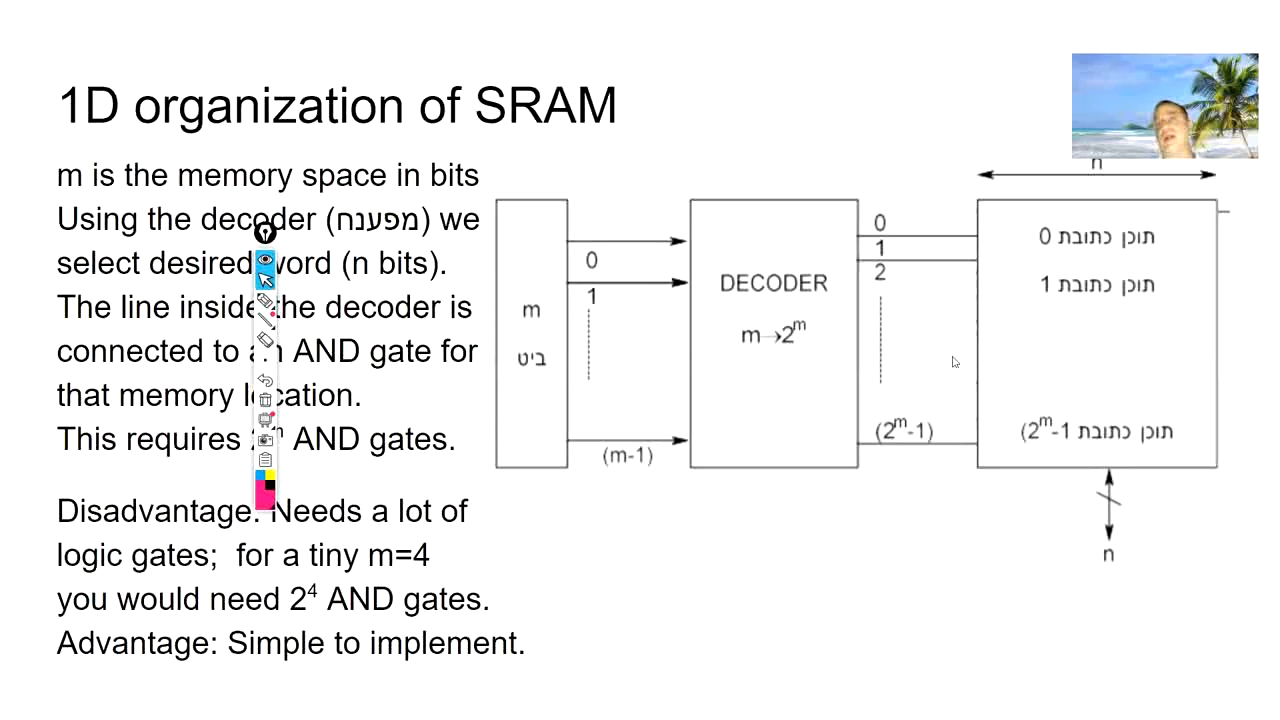 1D organization of SRAM
m is the memory space in bits
Using the decoder (מפענח) we
select desired word (n bits).
The line inside the decoder is
connected to an AND gate for
that memory location.
This requires AND gates.
Disadvantage: Needs a lot of
logic gates; for a tiny m=4
you would need 2⁴ AND gates.
Advantage: Simple to implement.
m
ביט
0
1
(m-1)
DECODER
m→2ᵐ
0
1
2
(2ᵐ-1)
n
תוכן כתובת 0
תוכן כתובת 1
תוכן כתובת 2ᵐ-1)
n